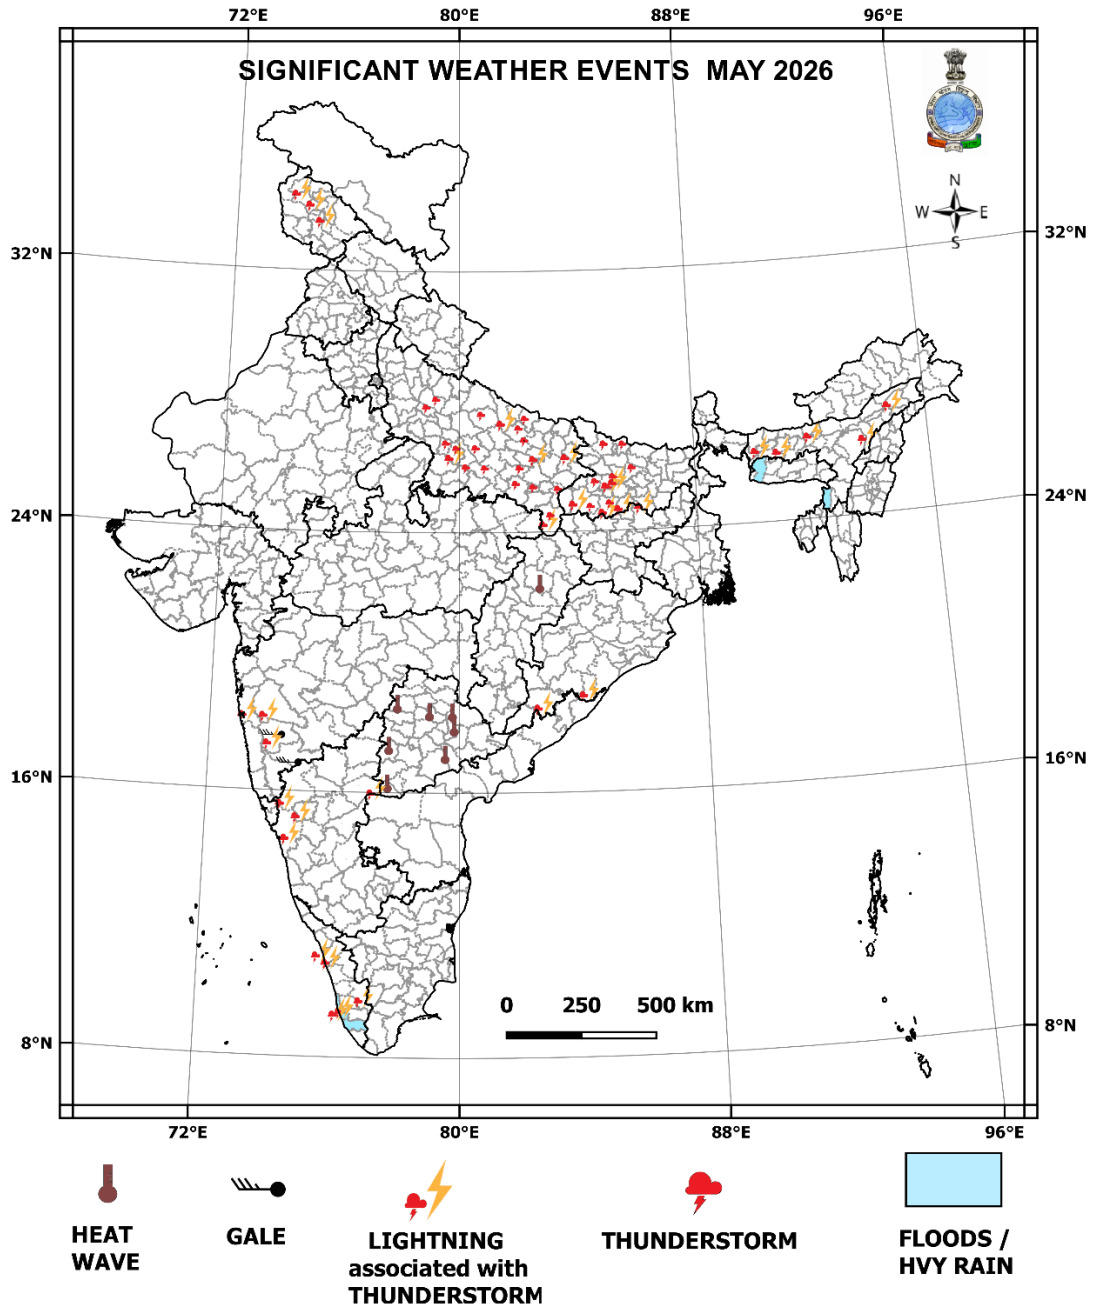 72°E 80°E 88°E 96°E
SIGNIFICANT WEATHER EVENTS MAY 2026
N
W E
S
32°N 32°N
24°N 24°N
16°N 16°N
0 250 500 km
8°N 8°N
72°E 80°E 88°E 96°E
HEAT
WAVE
GALE
LIGHTNING
associated with
THUNDERSTORM
THUNDERSTORM
FLOODS /
HVY RAIN